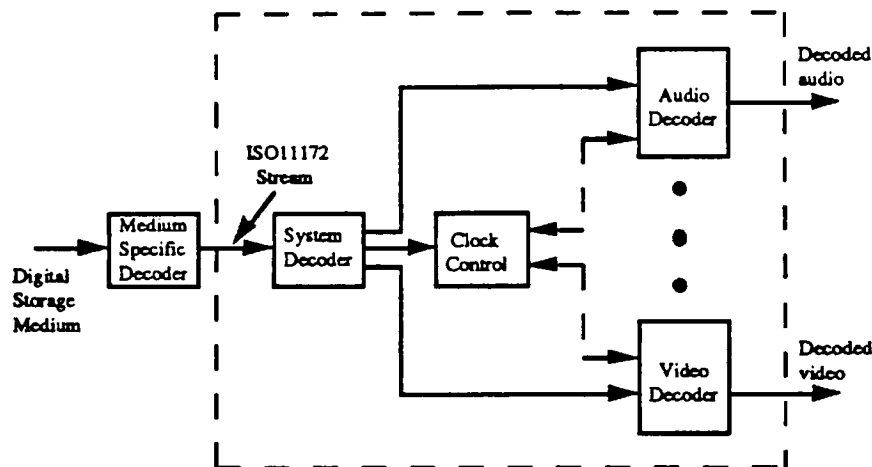 Decoded
audio
Audio
Decoder
ISO11172
Stream
Medium
Specific
Decoder
System
Decoder
Clock
Control
Digital
Storage
Medium
Decoded
video
Video
Decoder